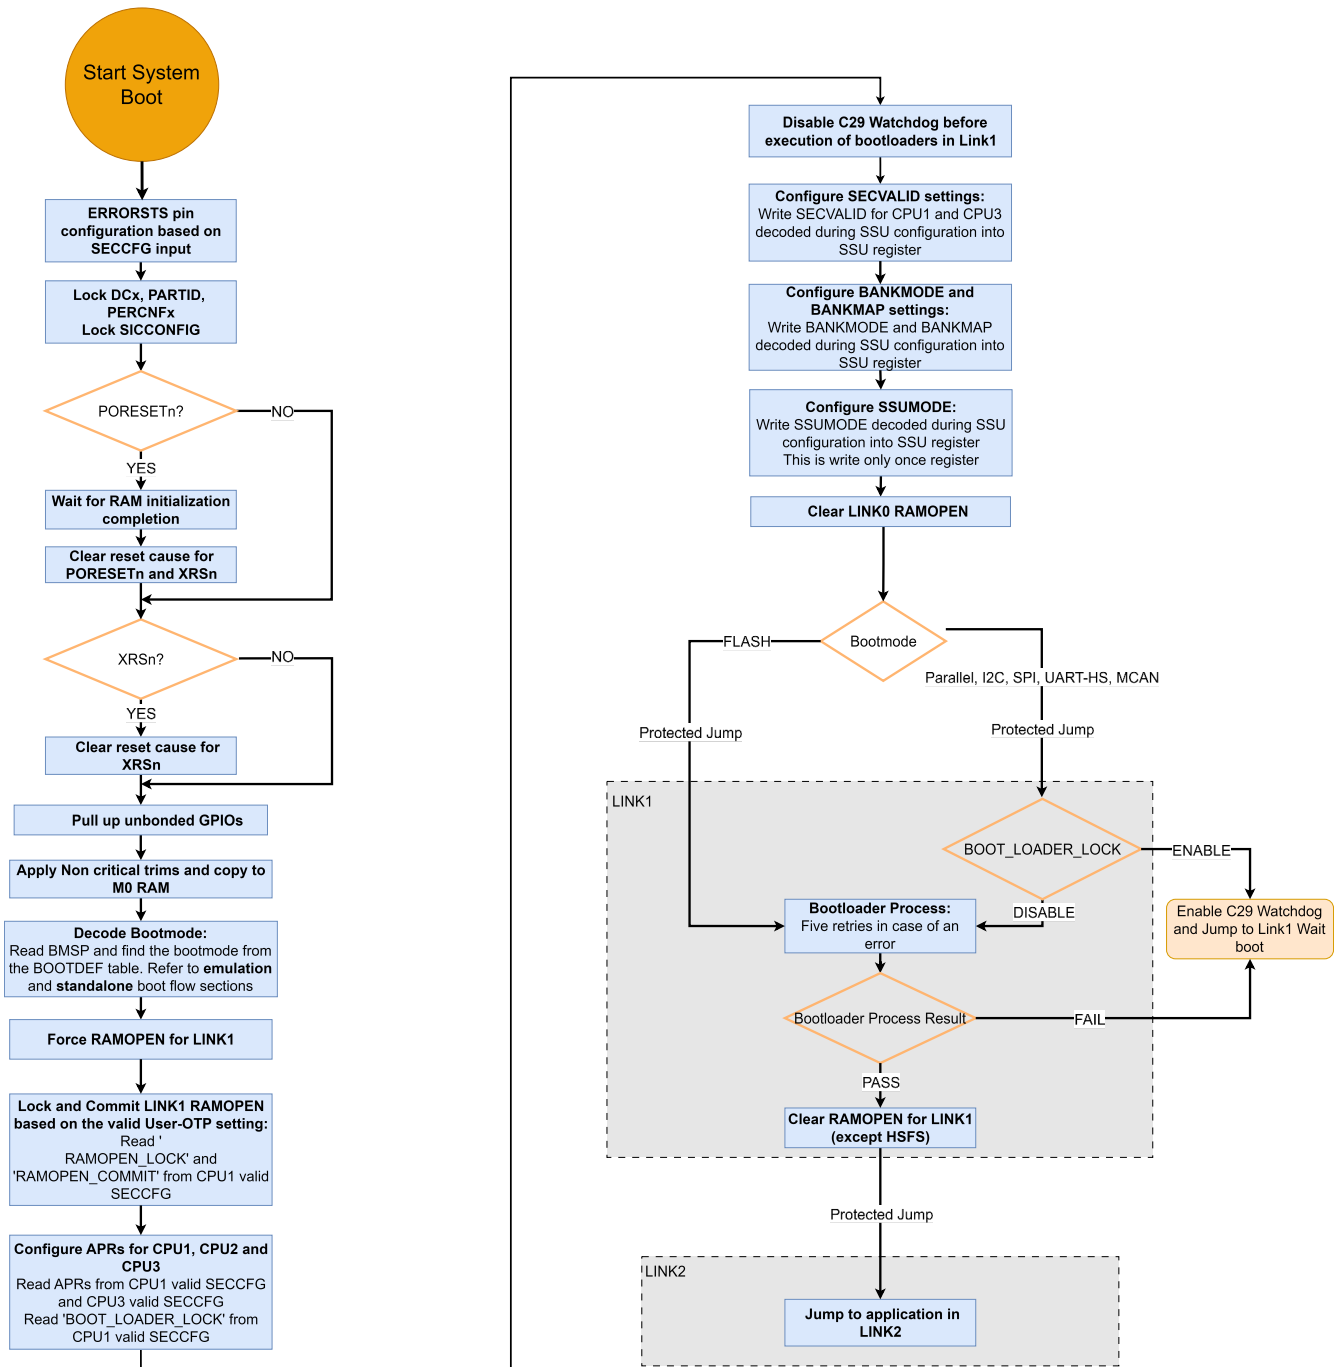 Start System
Boot
ERRORSTS pin
configuration based on
SECCFG input
Lock DCx, PARTID,
PERCNFx
Lock SICCONFIG
PORESETn?
NO
YES
Wait for RAM initialization
completion
Clear reset cause for
PORESETn and XRSn
XRSn?
NO
YES
Clear reset cause for
XRSn
Pull up unbonded GPIOs
Apply Non critical trims and copy to
M0 RAM
Decode Bootmode:
Read BMSP and find the bootmode from
the BOOTDEF table. Refer to emulation
and standalone boot flow sections
Force RAMOPEN for LINK1
Lock and Commit LINK1 RAMOPEN
based on the valid User-OTP setting:
Read '
RAMOPEN_LOCK' and
'RAMOPEN_COMMIT' from CPU1 valid
SECCFG
Configure APRs for CPU1, CPU2 and
CPU3
Read APRs from CPU1 valid SECCFG
and CPU3 valid SECCFG
Read 'BOOT_LOADER_LOCK' from
CPU1 valid SECCFG
Disable C29 Watchdog before
execution of bootloaders in Link1
Configure SECVALID settings:
Write SECVALID for CPU1 and CPU3
decoded during SSU configuration into
SSU register
Configure BANKMODE and
BANKMAP settings:
Write BANKMODE and BANKMAP
decoded during SSU configuration into
SSU register
Configure SSUMODE:
Write SSUMODE decoded during SSU
configuration into SSU register
This is write only once register
Clear LINK0 RAMOPEN
Bootmode
FLASH
Parallel, I2C, SPI, UART-HS, MCAN
Protected Jump
Protected Jump
LINK1
BOOT_LOADER_LOCK
ENABLE
DISABLE
Bootloader Process:
Five retries in case of an
error
Enable C29 Watchdog
and Jump to Link1 Wait
boot
Bootloader Process Result
FAIL
PASS
Clear RAMOPEN for LINK1
(except HSFS)
Protected Jump
LINK2
Jump to application in
LINK2